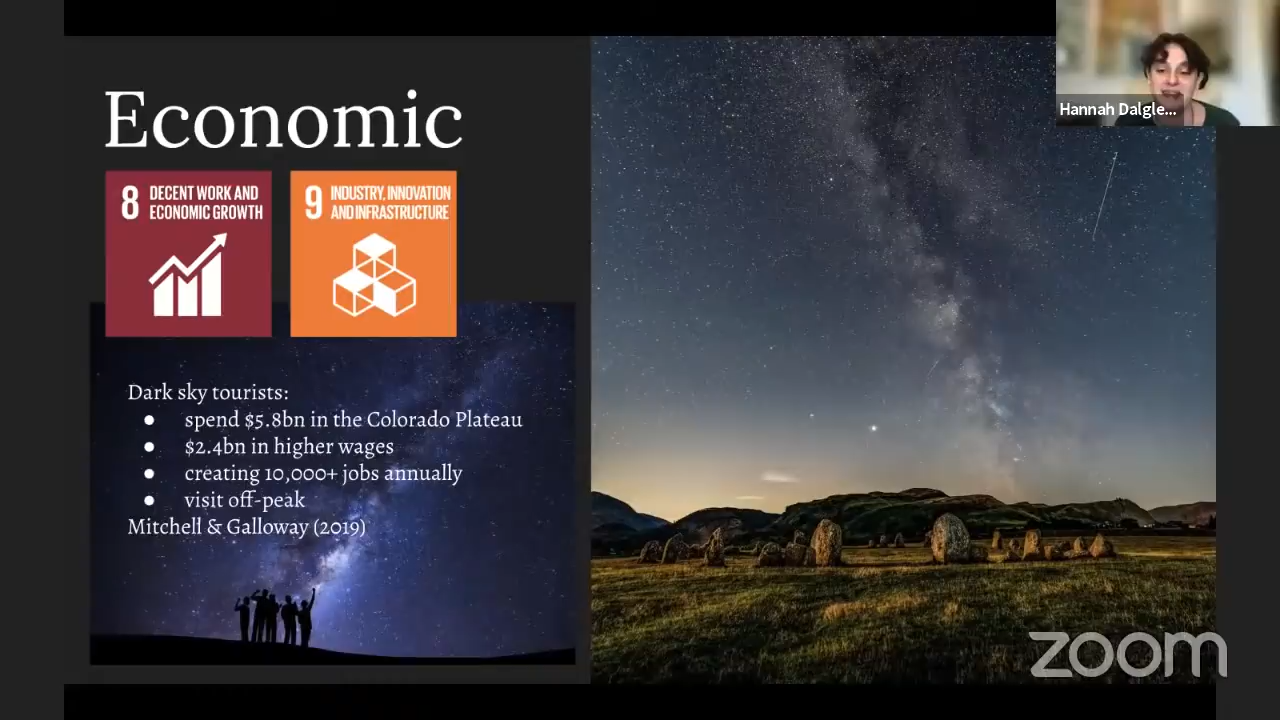 Economic
8 DECENT WORK AND
ECONOMIC GROWTH
9 INDUSTRY, INNOVATION
AND INFRASTRUCTURE
Dark sky tourists:
● spend $5.8bn in the Colorado Plateau
● $2.4bn in higher wages
● creating 10,000+ jobs annually
● visit off-peak
Mitchell & Galloway (2019)
Hannah Dalgle...
zoom